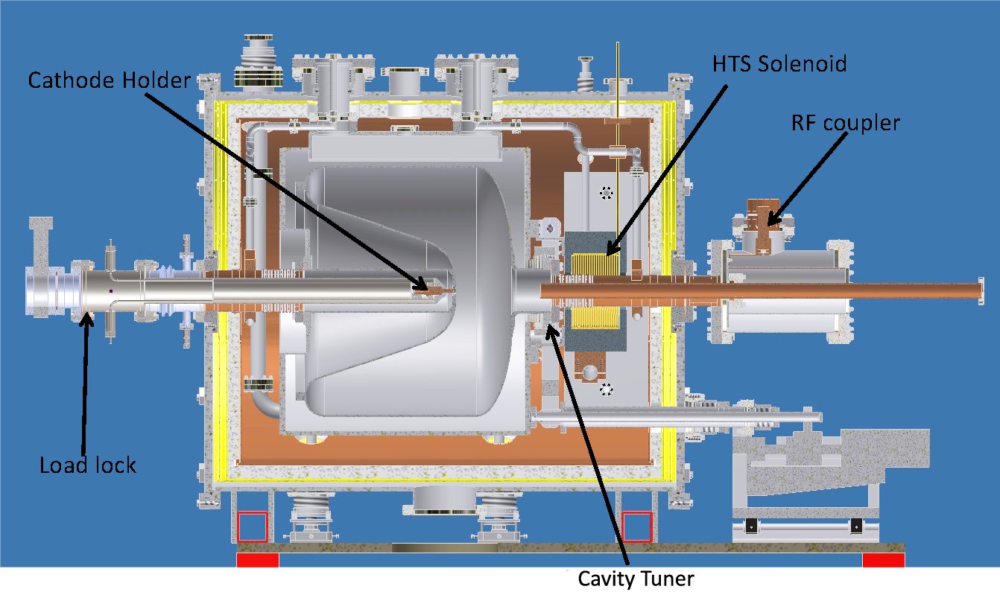 HTS Solenoid
Cathode Holder
RF coupler
Load lock
Cavity Tuner